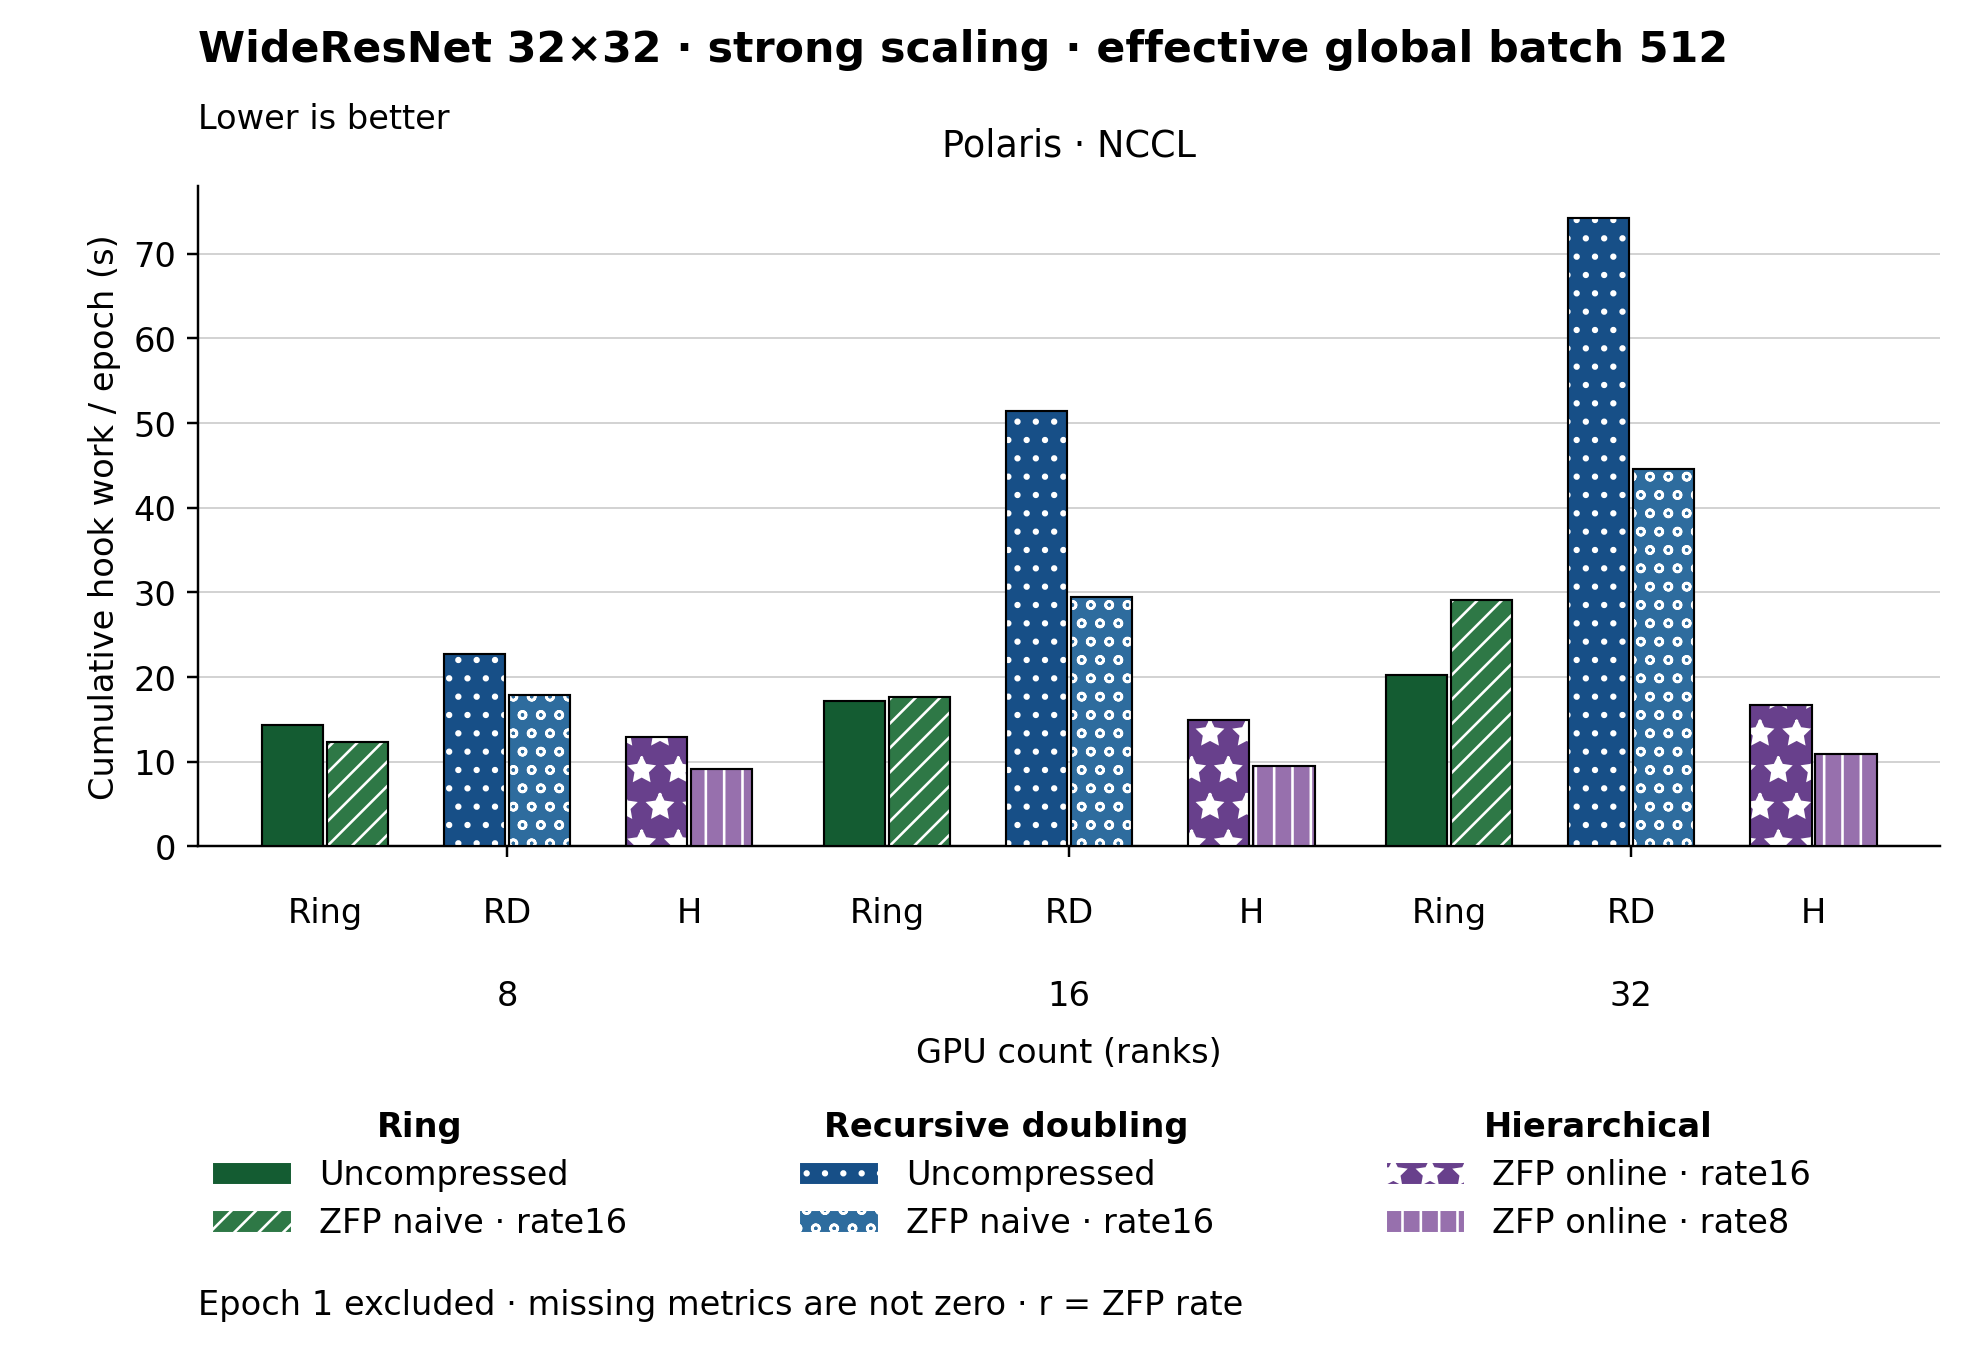 WideResNet 32×32 · strong scaling · effective global batch 512
Lower is better
Polaris · NCCL
Cumulative hook work / epoch (s)
70
60
50
40
30
20
10
0
Ring RD H Ring RD H Ring RD H
8 16 32
GPU count (ranks)
Ring Recursive doubling Hierarchical
Uncompressed Uncompressed ZFP online · rate16
ZFP naive · rate16 ZFP naive · rate16 ZFP online · rate8
Epoch 1 excluded · missing metrics are not zero · r = ZFP rate